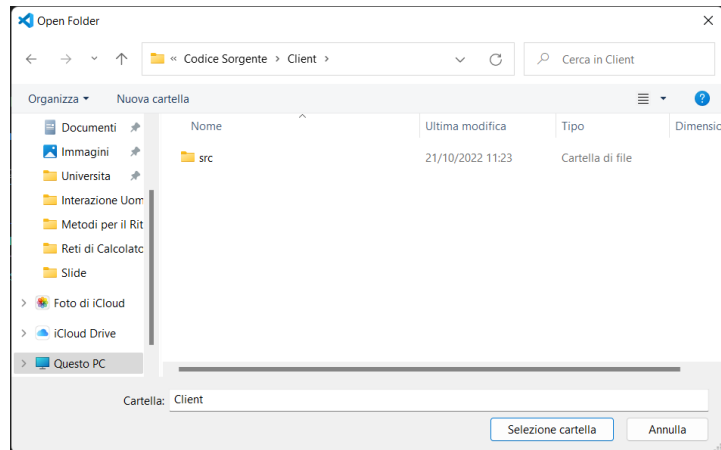 Open Folder
« Codice Sorgente > Client >
Cerca in Client
Organizza
Nuova cartella
Nome
Ultima modifica
Tipo
Dimensio
Documenti
Immagini
Universita
Interazione Uom
Metodi per il Rit
Reti di Calcolato
Slide
Foto di iCloud
iCloud Drive
Questo PC
src
21/10/2022 11:23
Cartella di file
Cartella:
Client
Selezione cartella
Annulla